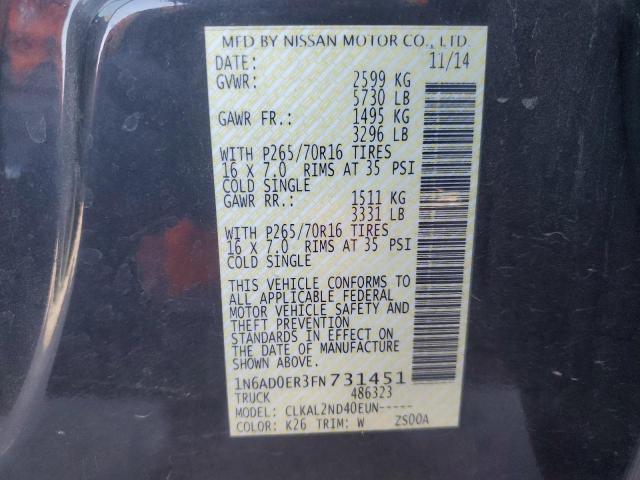 MFD BY NISSAN MOTOR CO., LTD.
DATE: 11/14
GVWR: 2599 KG
5730 LB
GAWR FR.: 1495 KG
3296 LB
WITH P265/70R16 TIRES
16 X 7.0 RIMS AT 35 PSI
COLD SINGLE
GAWR RR.: 1511 KG
3331 LB
WITH P265/70R16 TIRES
16 X 7.0 RIMS AT 35 PSI
COLD SINGLE
THIS VEHICLE CONFORMS TO
ALL APPLICABLE FEDERAL
MOTOR VEHICLE SAFETY AND
THEFT PREVENTION
STANDARDS IN EFFECT ON
THE DATE OF MANUFACTURE
SHOWN ABOVE.
1N6AD0ER3FN731451
TRUCK 486323
MODEL: CLKAL2ND40EUN-----
COLOR: K26 TRIM: W ZS00A